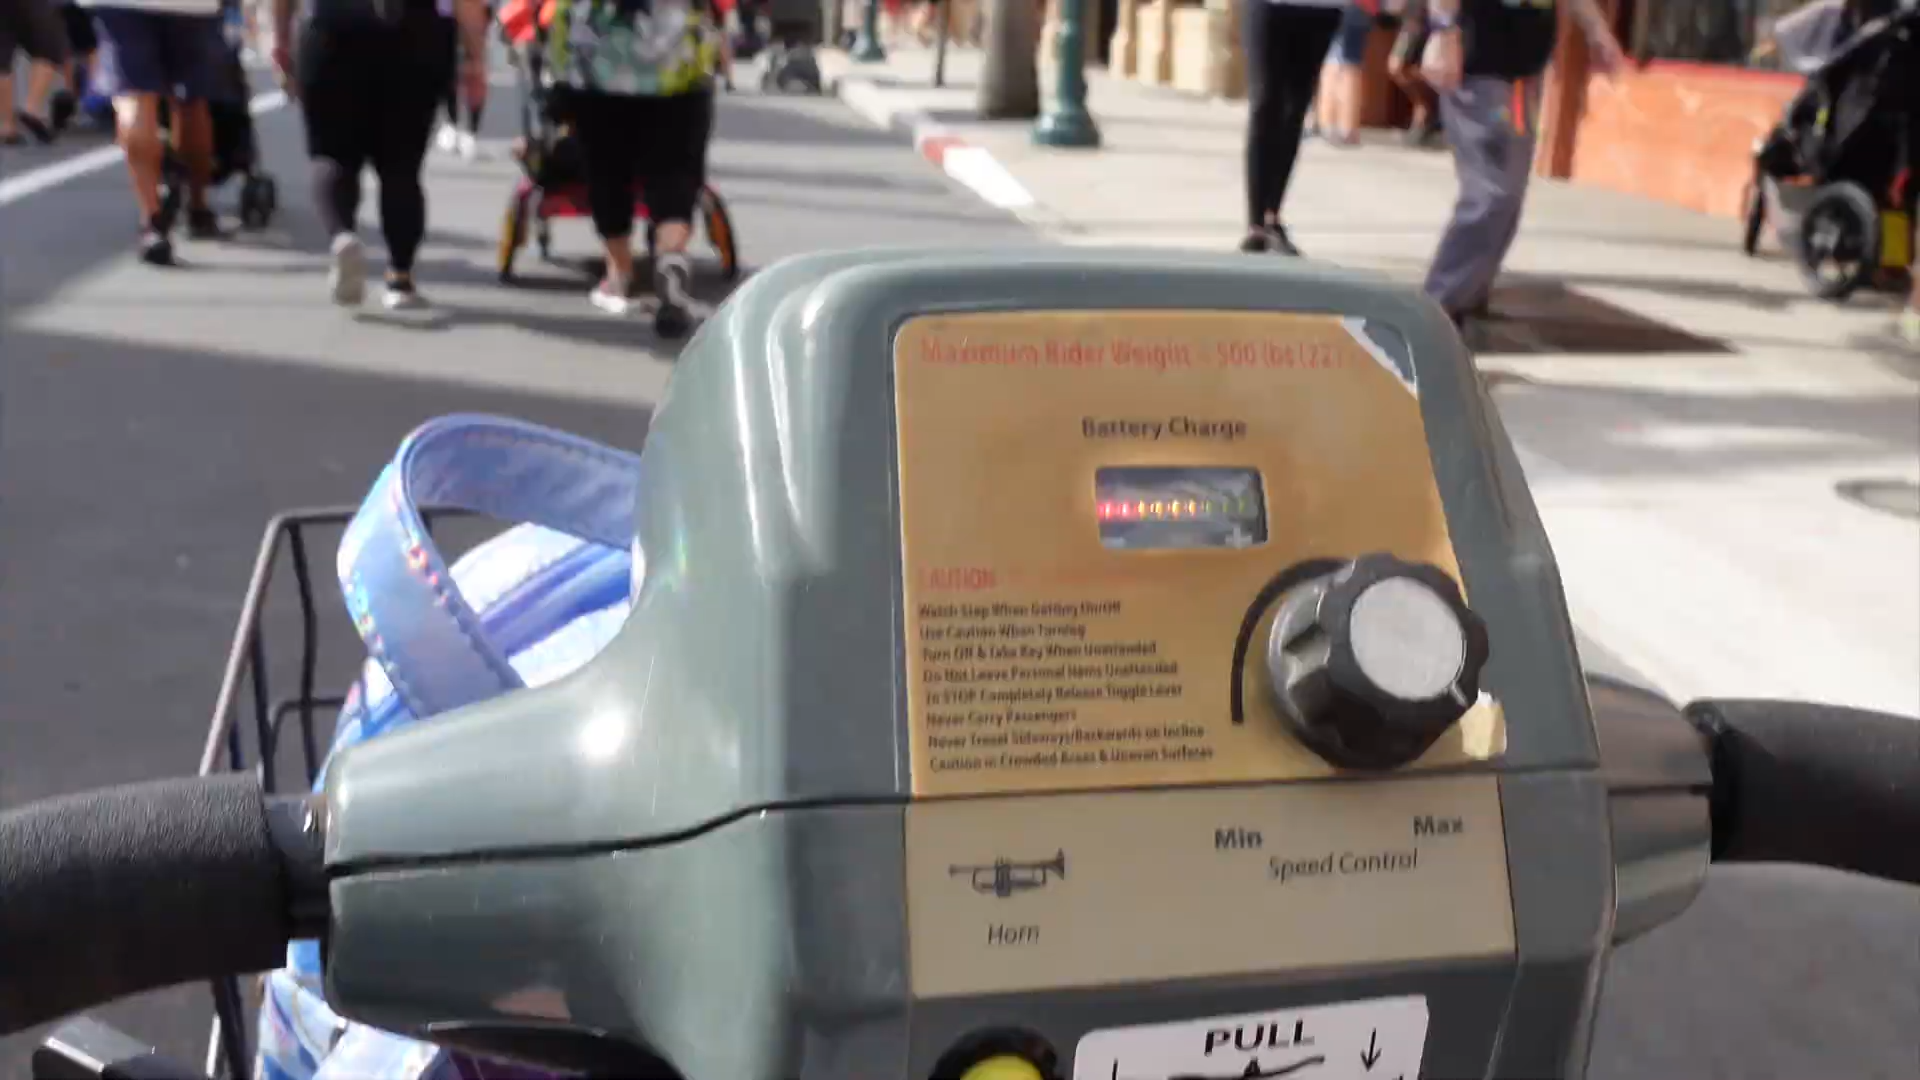 Maximum Rider Weight - 500 lbs (22
Battery Charge
- +
CAUTION
Watch Step When Getting On/Off
Use Caution When Turning
Turn Off & Take Key When Unattended
Do Not Leave Personal Items Unattended
To STOP Completely Release Toggle Lever
Never Carry Passengers
Never Travel Sideways/Backwards on Incline
Caution in Crowded Areas & Uneven Surfaces
Min Max
Speed Control
Horn
PULL